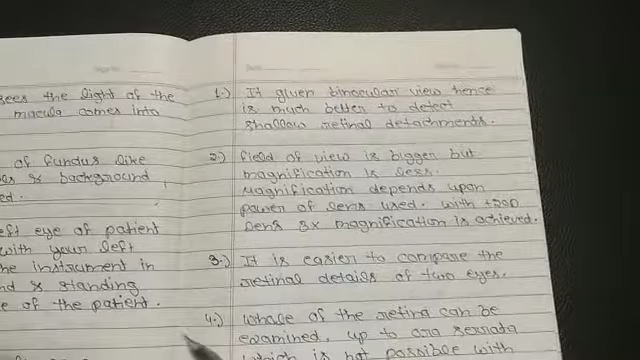 sees the light of the
macula comes into
of fundus like
& background
ed.
left eye of patient
with your left
the instrument in
nd & standing
e of the patient.
1.) It given binocular view hence
is much better to detect
shallow retinal detachments.
2.) field of view is bigger but
magnification is less.
Magnification depends upon
power of lens used. with +20D
lens 3x magnification is achieved.
3.) It is easier to compare the
retinal details of two eyes.
4.) whole of the retina can be
examined, up to ora serrata
which is not possible with